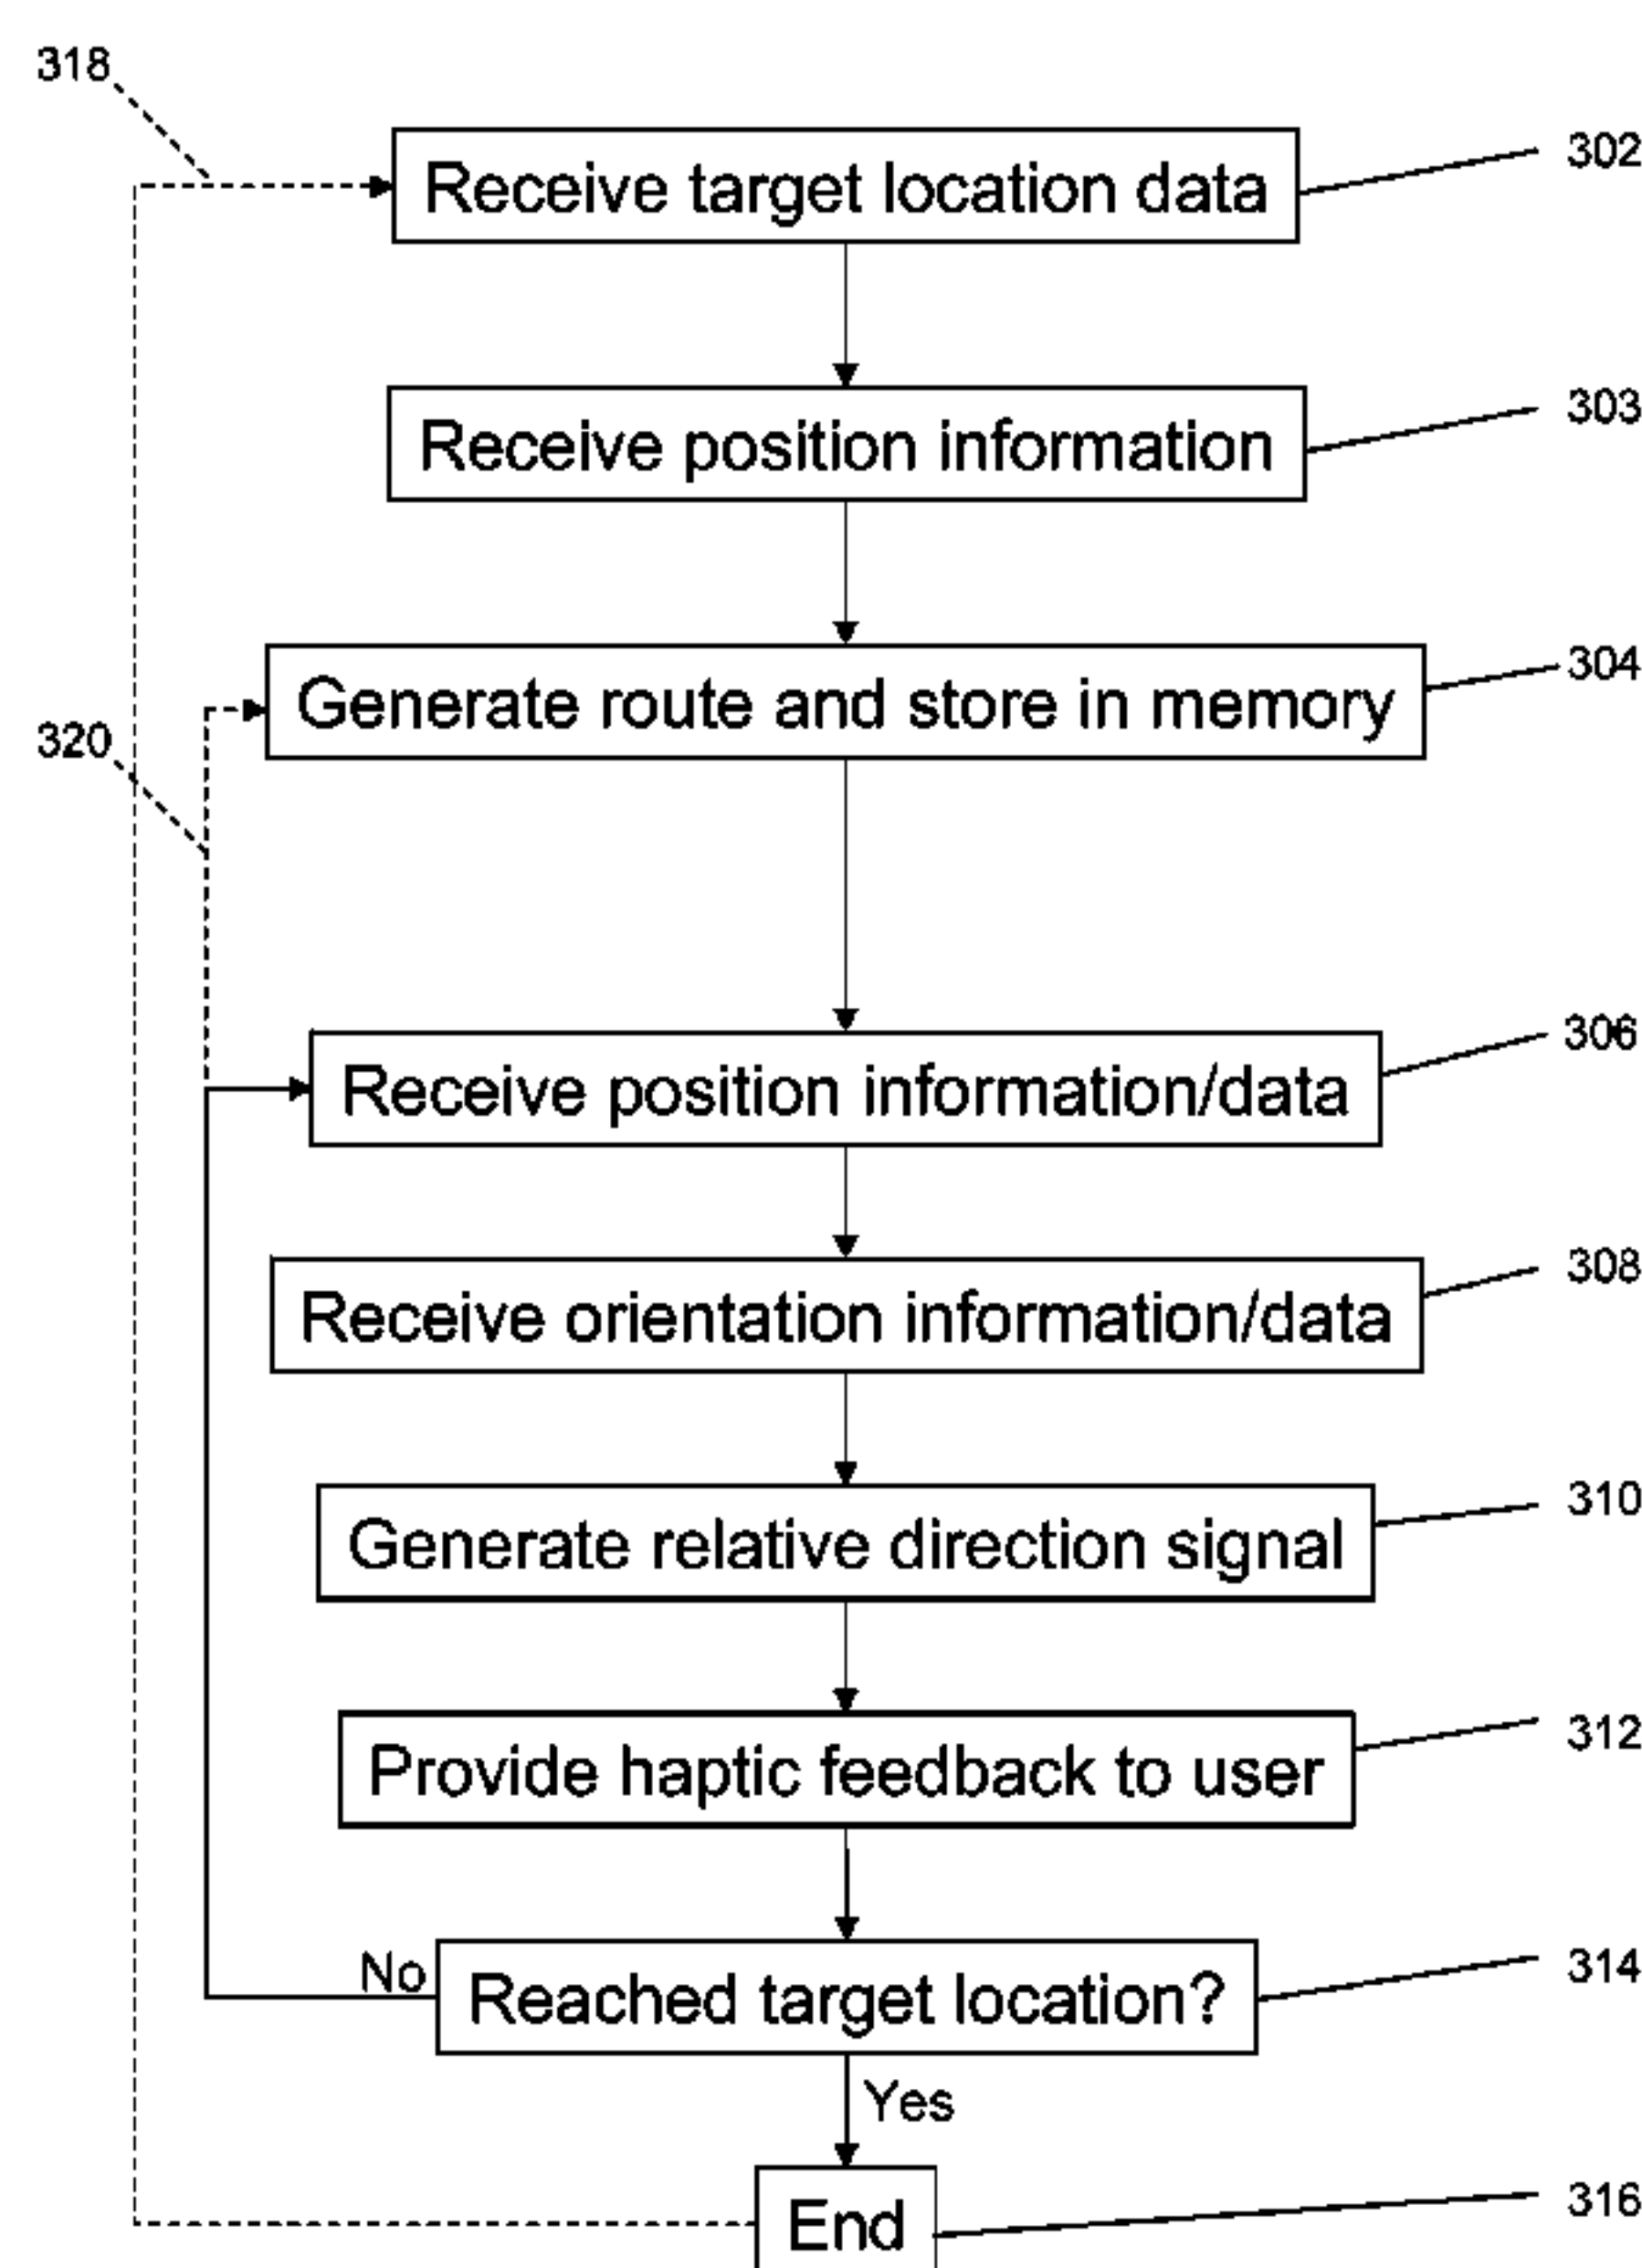 318
Receive target location data
302
Receive position information
303
Generate route and store in memory
304
320
Receive position information/data
306
Receive orientation information/data
308
Generate relative direction signal
310
Provide haptic feedback to user
312
No
Reached target location?
314
Yes
End
316